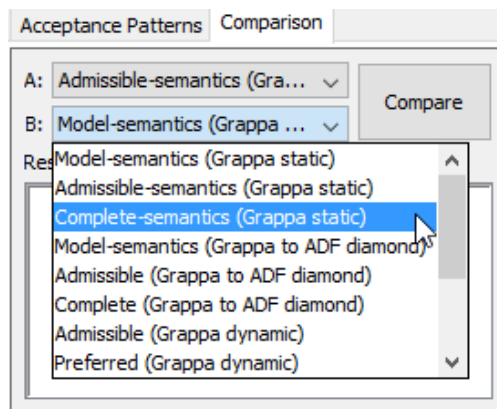 Acceptance Patterns Comparison
A: Admissible-semantics (Gra...
Compare
B: Model-semantics (Grappa ...
Res
Model-semantics (Grappa static)
Admissible-semantics (Grappa static)
Complete-semantics (Grappa static)
Model-semantics (Grappa to ADF diamond)
Admissible (Grappa to ADF diamond)
Complete (Grappa to ADF diamond)
Admissible (Grappa dynamic)
Preferred (Grappa dynamic)